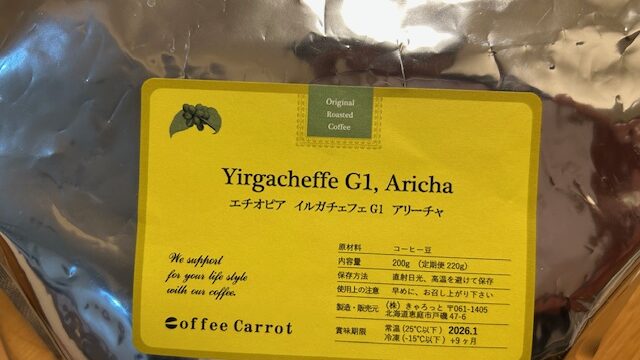 Original
Roasted
Coffee
Yirgacheffe G1, Aricha
エチオピア イルガチェフェ G1 アリーチャ
We support
for your life style
with our coffee.
Coffee Carrot
原材料 コーヒー豆
内容量 200g （定期便 220g）
保存方法 直射日光、高温を避けて保存
使用上の注意 早めに、お召し上がり下さい
製造・販売元 （株）きゃろっと 〒061-1405
北海道恵庭市戸磯 47-6
賞味期限 常温 (25℃以下) 2026.1
冷凍 (-15℃以下) +9ヶ月